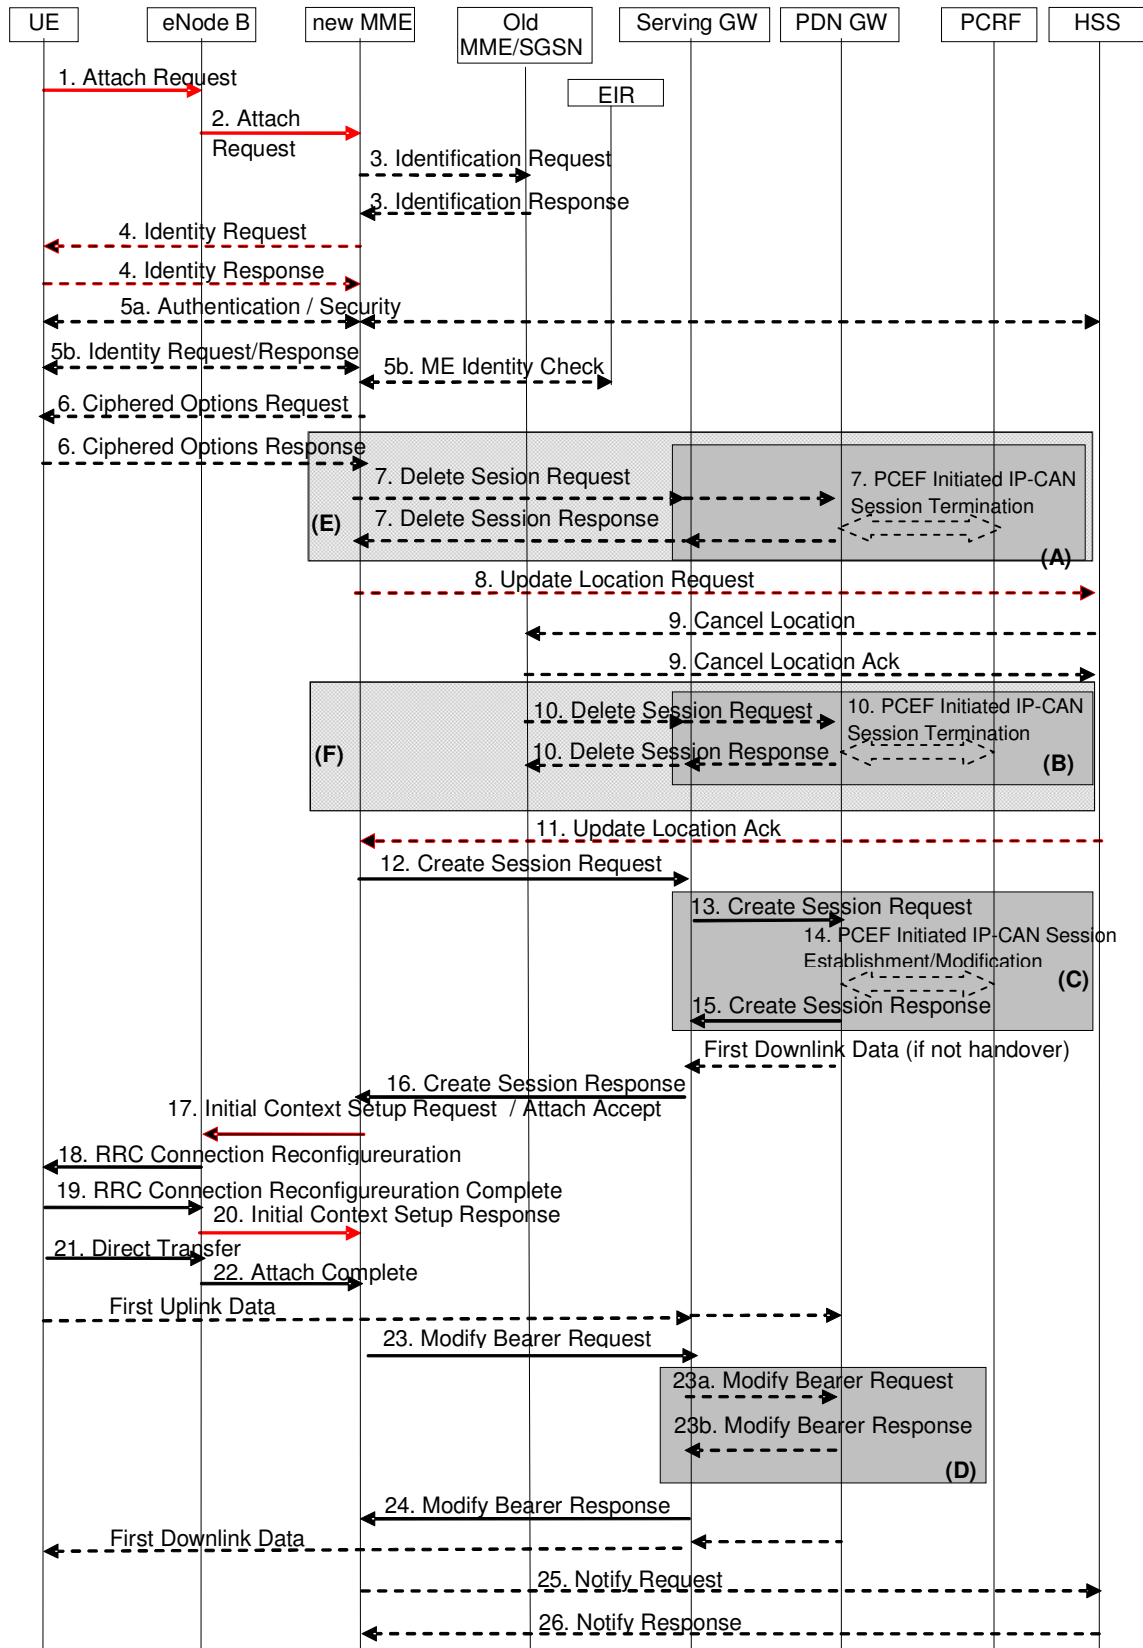 UE
eNode B
new MME
Old
MME/SGSN
Serving GW
PDN GW
PCRF
HSS
1. Attach Request
EIR
2. Attach
Request
3. Identification Request
3. Identification Response
4. Identity Request
4. Identity Response
5a. Authentication / Security
5b. Identity Request/Response
5b. ME Identity Check
6. Ciphered Options Request
6. Ciphered Options Response
7. Delete Sesion Request
7. PCEF Initiated IP-CAN
Session Termination
(E)
7. Delete Session Response
(A)
8. Update Location Request
9. Cancel Location
9. Cancel Location Ack
10. Delete Session Request
10. PCEF Initiated IP-CAN
Session Termination
(F)
10. Delete Session Response
(B)
11. Update Location Ack
12. Create Session Request
13. Create Session Request
14. PCEF Initiated IP-CAN Session
Establishment/Modification
(C)
15. Create Session Response
First Downlink Data (if not handover)
16. Create Session Response
17. Initial Context Setup Request / Attach Accept
18. RRC Connection Reconfigureuration
19. RRC Connection Reconfigureuration Complete
20. Initial Context Setup Response
21. Direct Transfer
22. Attach Complete
First Uplink Data
23. Modify Bearer Request
23a. Modify Bearer Request
23b. Modify Bearer Response
(D)
24. Modify Bearer Response
First Downlink Data
25. Notify Request
26. Notify Response